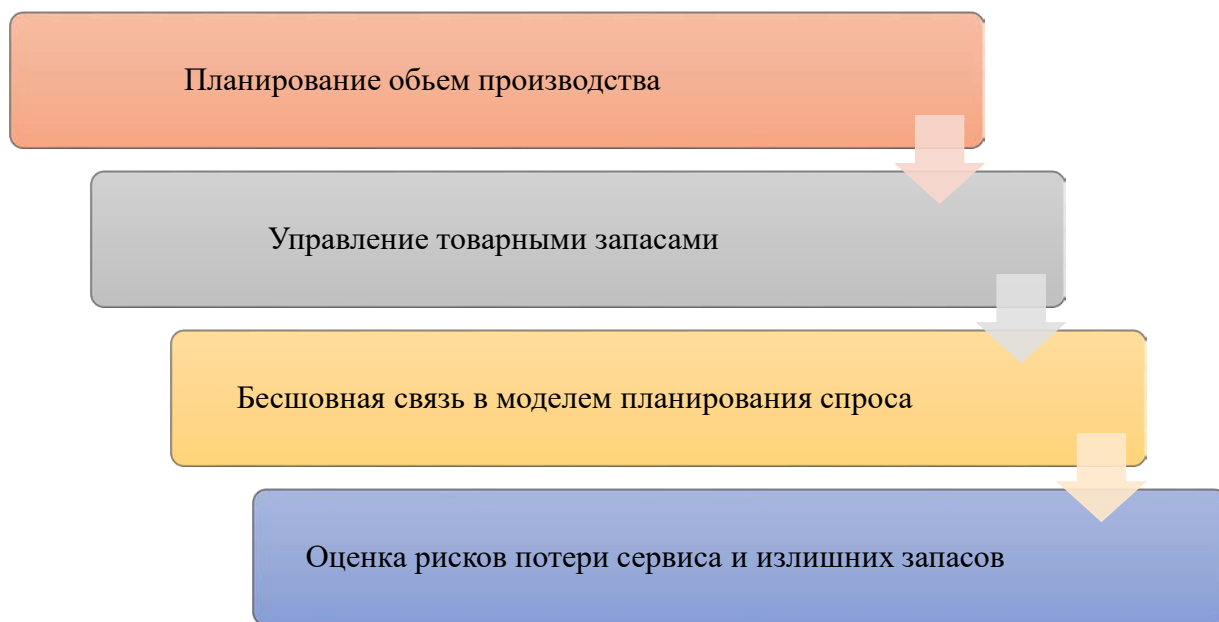 Планирование обьем производства
Управление товарными запасами
Бесшовная связь в моделем планирования спроса
Оценка рисков потери сервиса и излишних запасов